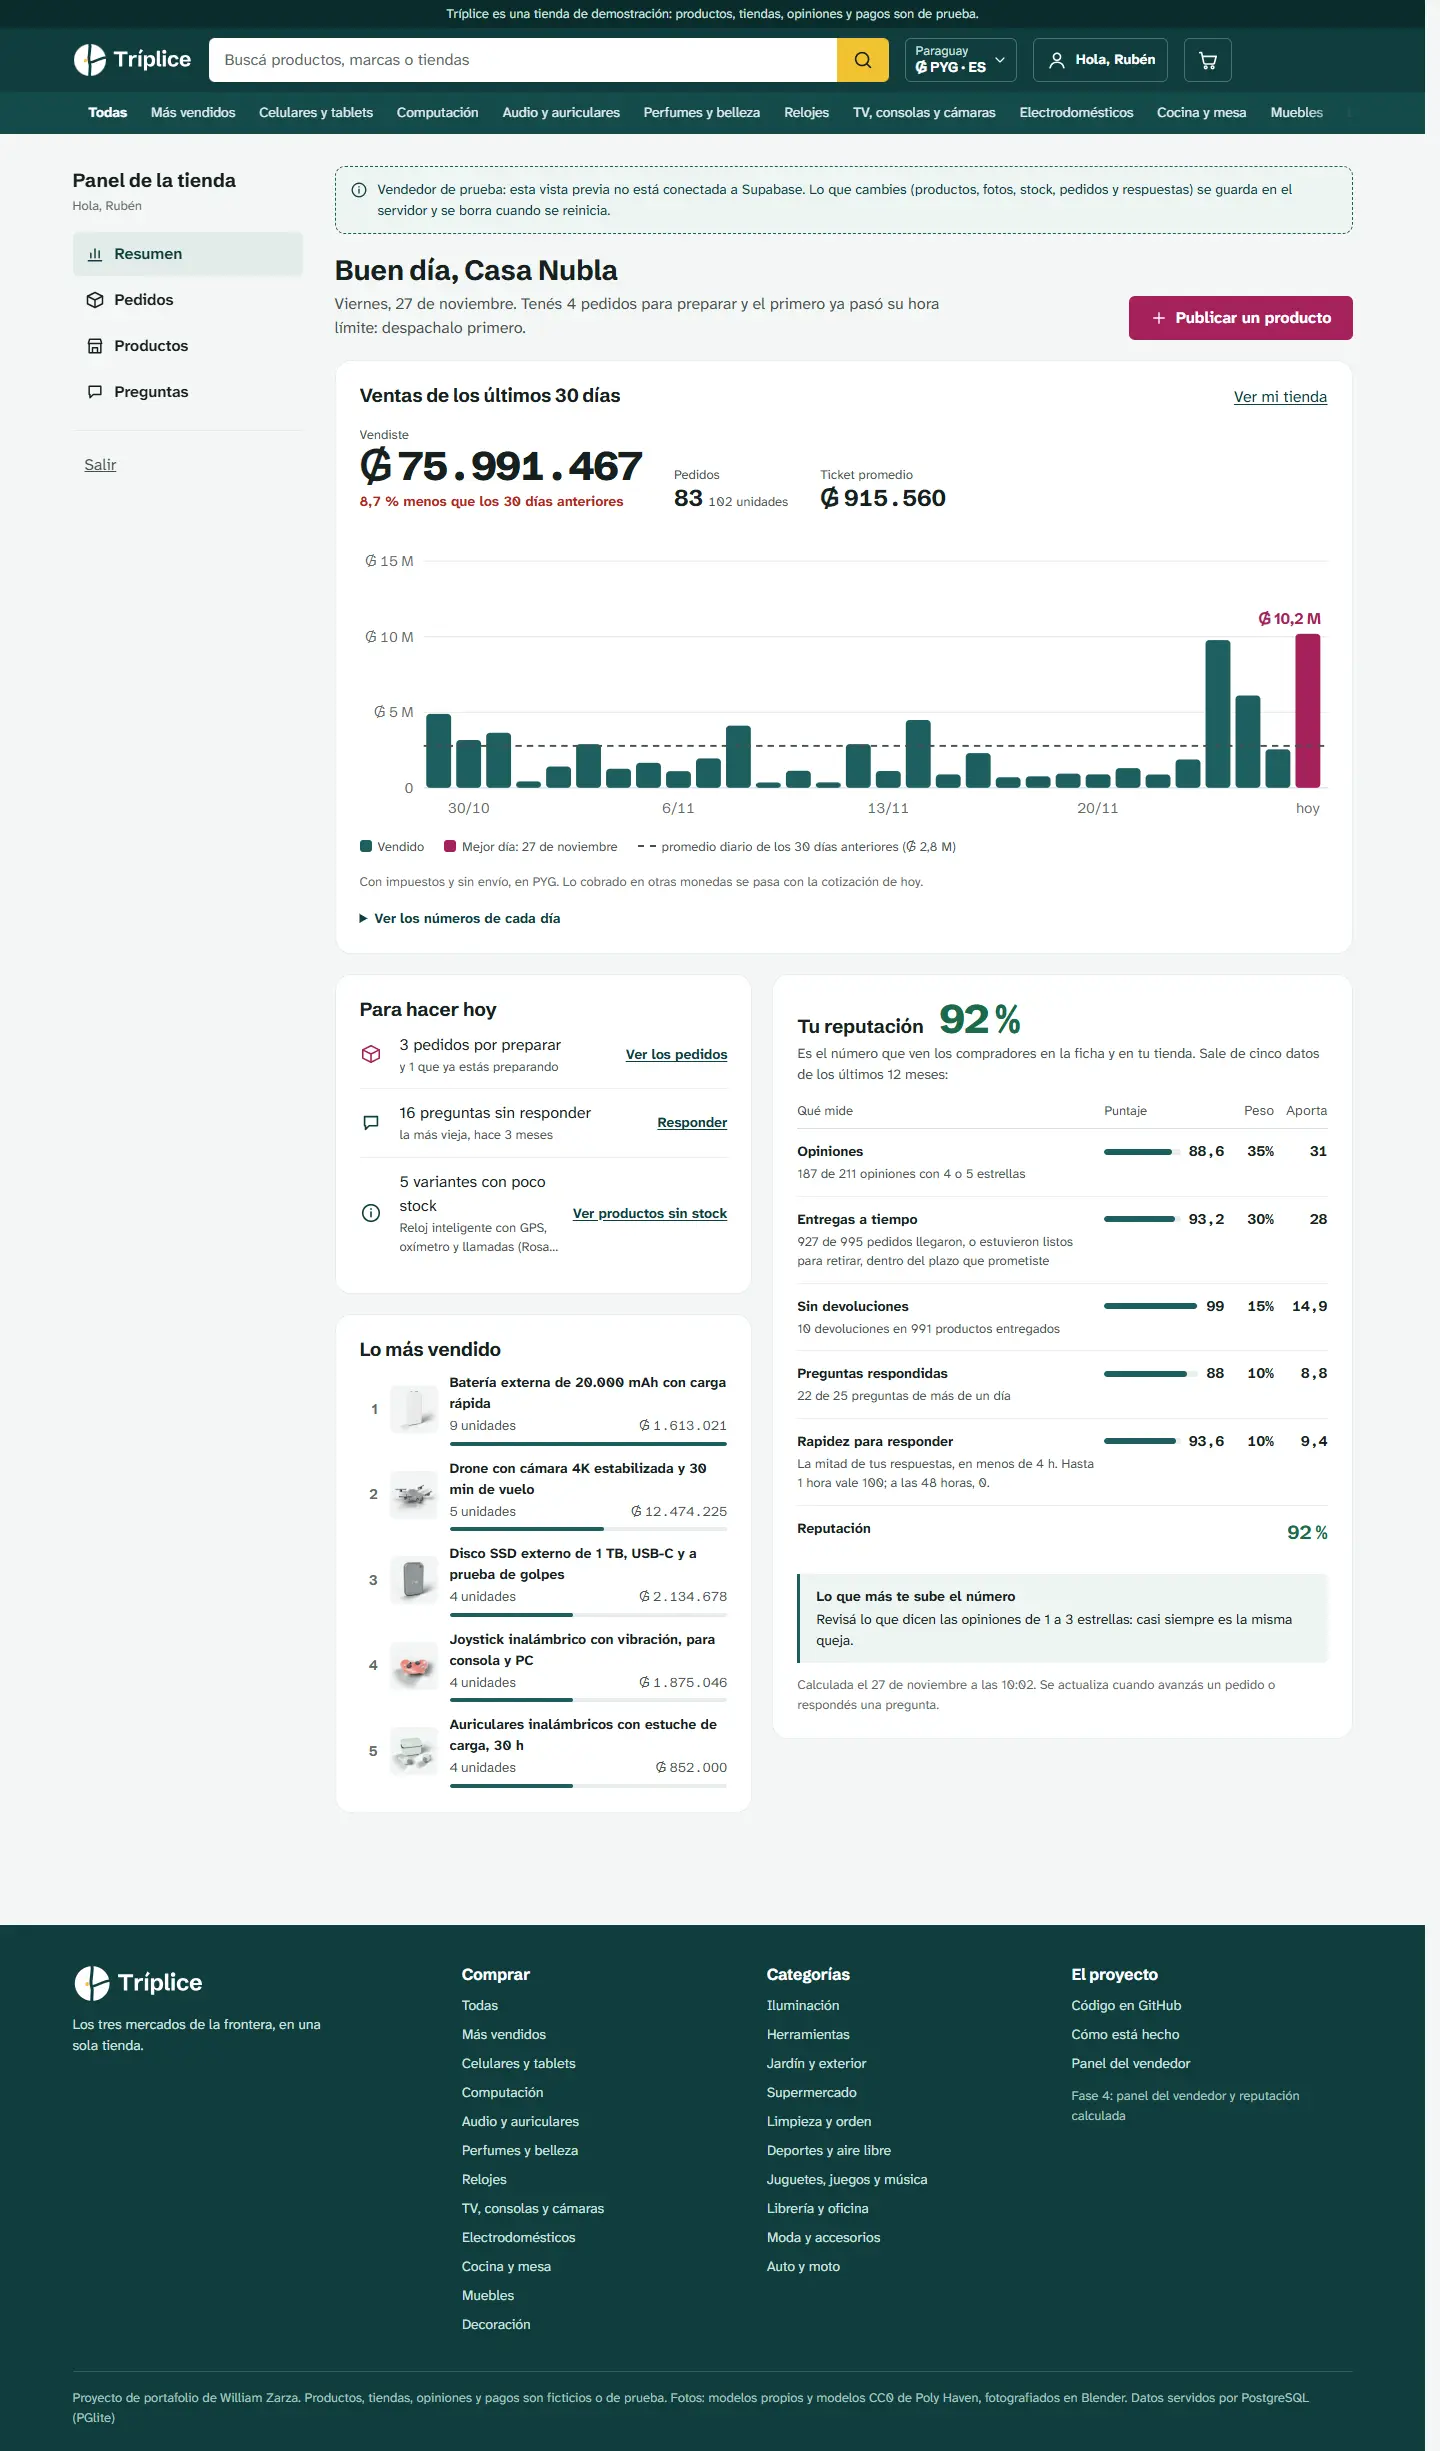 Tríplice es una tienda de demostración: productos, tiendas, opiniones y pagos son de prueba.
Tríplice
Buscá productos, marcas o tiendas
Paraguay
₲ PYG · ES
Hola, Rubén
Todas
Más vendidos
Celulares y tablets
Computación
Audio y auriculares
Perfumes y belleza
Relojes
TV, consolas y cámaras
Electrodomésticos
Cocina y mesa
Muebles
Panel de la tienda
Hola, Rubén
Resumen
Pedidos
Productos
Preguntas
Salir
Vendedor de prueba: esta vista previa no está conectada a Supabase. Lo que cambies (productos, fotos, stock, pedidos y respuestas) se guarda en el
servidor y se borra cuando se reinicia.
Buen día, Casa Nubla
Viernes, 27 de noviembre. Tenés 4 pedidos para preparar y el primero ya pasó su hora
límite: despachalo primero.
Publicar un producto
Ventas de los últimos 30 días
Ver mi tienda
Vendiste
₲ 75.991.467
8,7 % menos que los 30 días anteriores
Pedidos
83 102 unidades
Ticket promedio
₲ 915.560
₲ 15 M
₲ 10 M
₲ 5 M
0
₲ 10,2 M
30/10
6/11
13/11
20/11
hoy
Vendido
Mejor día: 27 de noviembre
promedio diario de los 30 días anteriores (₲ 2,8 M)
Con impuestos y sin envío, en PYG. Lo cobrado en otras monedas se pasa con la cotización de hoy.
Ver los números de cada día
Para hacer hoy
3 pedidos por preparar
y 1 que ya estás preparando
Ver los pedidos
16 preguntas sin responder
la más vieja, hace 3 meses
Responder
5 variantes con poco
stock
Reloj inteligente con GPS,
oxímetro y llamadas (Rosa...
Ver productos sin stock
Lo más vendido
1
Batería externa de 20.000 mAh con carga
rápida
9 unidades
₲ 1.613.021
2
Drone con cámara 4K estabilizada y 30
min de vuelo
5 unidades
₲ 12.474.225
3
Disco SSD externo de 1 TB, USB-C y a
prueba de golpes
4 unidades
₲ 2.134.678
4
Joystick inalámbrico con vibración, para
consola y PC
4 unidades
₲ 1.875.046
5
Auriculares inalámbricos con estuche de
carga, 30 h
4 unidades
₲ 852.000
Tu reputación 92 %
Es el número que ven los compradores en la ficha y en tu tienda. Sale de cinco datos
de los últimos 12 meses:
Qué mide
Puntaje
Peso
Aporta
Opiniones
88,6
35%
31
187 de 211 opiniones con 4 o 5 estrellas
Entregas a tiempo
93,2
30%
28
927 de 995 pedidos llegaron, o estuvieron listos
para retirar, dentro del plazo que prometiste
Sin devoluciones
99
15%
14,9
10 devoluciones en 991 productos entregados
Preguntas respondidas
88
10%
8,8
22 de 25 preguntas de más de un día
Rapidez para responder
93,6
10%
9,4
La mitad de tus respuestas, en menos de 4 h. Hasta
1 hora vale 100; a las 48 horas, 0.
Reputación
92 %
Lo que más te sube el número
Revisá lo que dicen las opiniones de 1 a 3 estrellas: casi siempre es la misma
queja.
Calculada el 27 de noviembre a las 10:02. Se actualiza cuando avanzás un pedido o
respondés una pregunta.
Tríplice
Los tres mercados de la frontera, en una
sola tienda.
Comprar
Todas
Más vendidos
Celulares y tablets
Computación
Audio y auriculares
Perfumes y belleza
Relojes
TV, consolas y cámaras
Electrodomésticos
Cocina y mesa
Muebles
Decoración
Categorías
Iluminación
Herramientas
Jardín y exterior
Supermercado
Limpieza y orden
Deportes y aire libre
Juguetes, juegos y música
Librería y oficina
Moda y accesorios
Auto y moto
El proyecto
Código en GitHub
Cómo está hecho
Panel del vendedor
Fase 4: panel del vendedor y reputación
calculada
Proyecto de portafolio de William Zarza. Productos, tiendas, opiniones y pagos son ficticios o de prueba. Fotos: modelos propios y modelos CC0 de Poly Haven, fotografiados en Blender. Datos servidos por PostgreSQL
(PGlite)